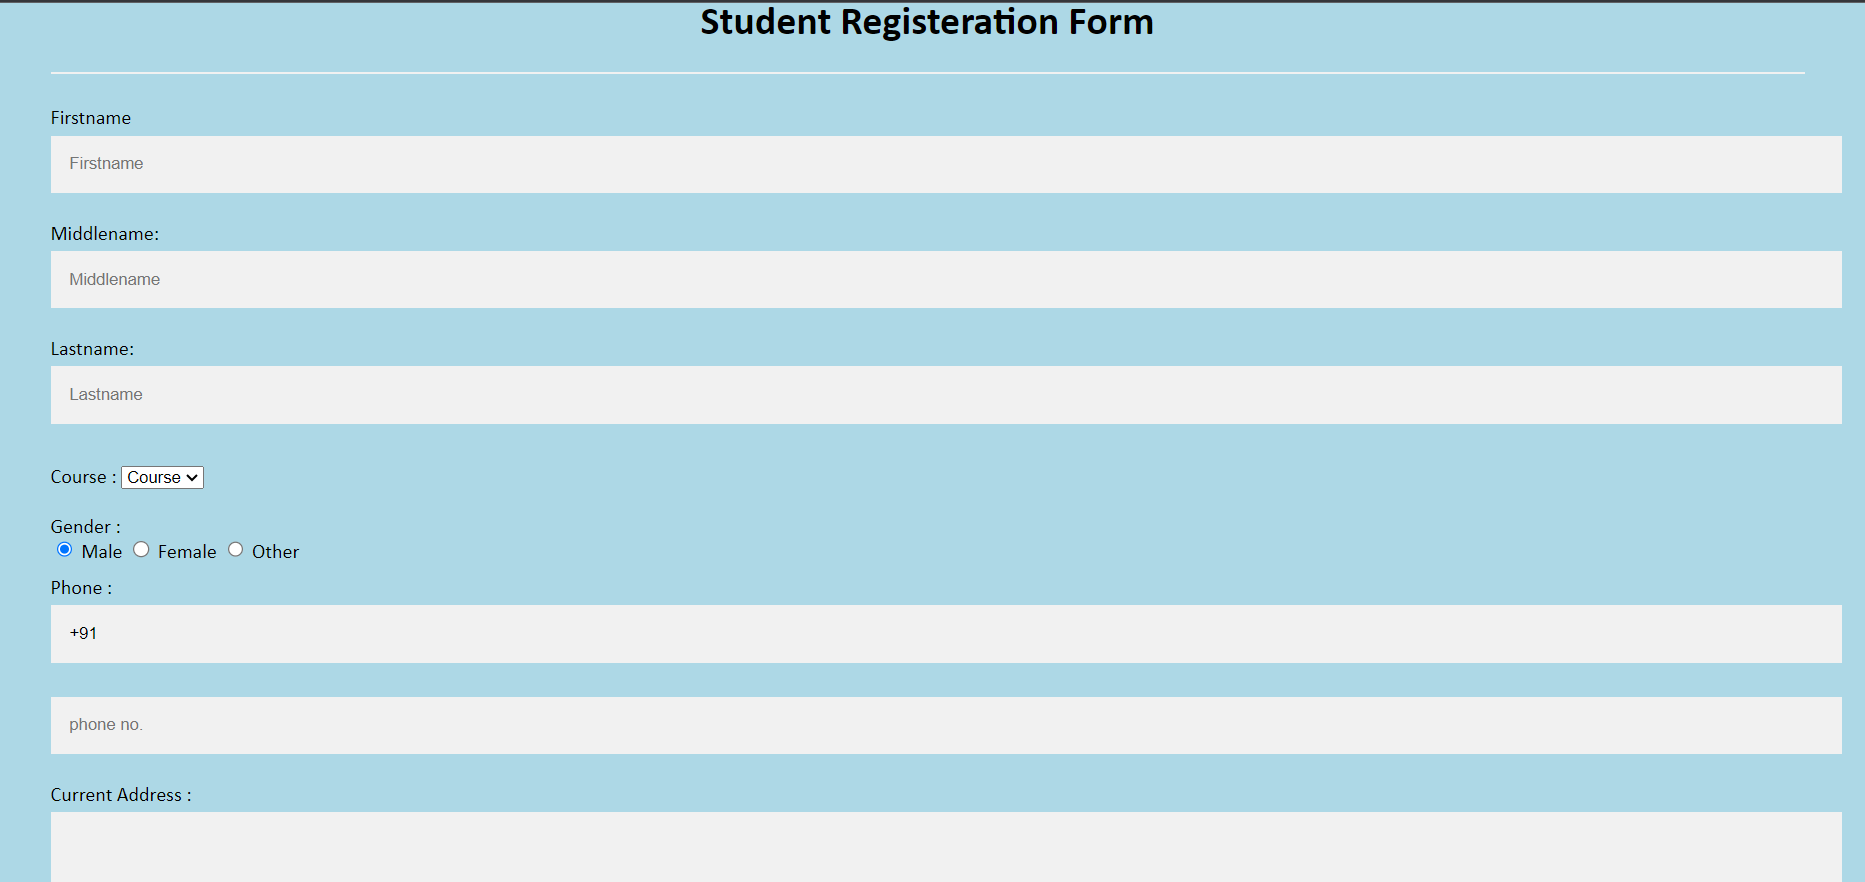 Student Registeration Form
Firstname
Firstname
Middlename:
Middlename
Lastname:
Lastname
Course : Course
Gender :
Male Female Other
Phone :
+91
phone no.
Current Address :